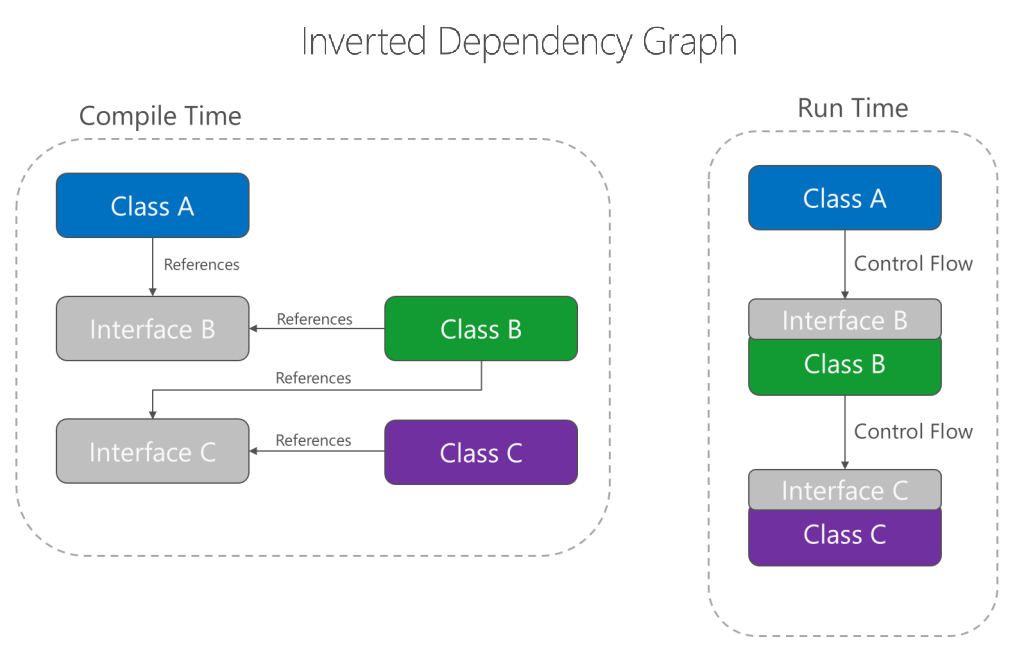 Inverted Dependency Graph
Compile Time
Class A
References
Interface B
References
Class B
References
Interface C
References
Class C
Run Time
Class A
Control Flow
Interface B
Class B
Control Flow
Interface C
Class C